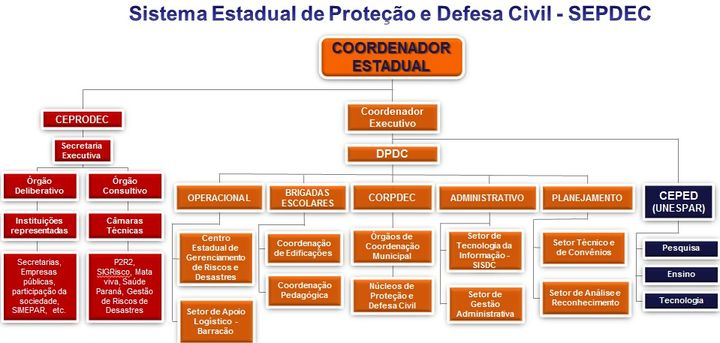 Sistema Estadual de Proteção e Defesa Civil - SEPDEC
COORDENADOR
ESTADUAL
CEPRODEC
Secretaria
Executiva
Órgão
Deliberativo
Órgão
Consultivo
Instituições
representadas
Câmaras
Técnicas
Secretarias,
Empresas
públicas,
participação da
sociedade,
SIMEPAR, etc.
P2R2,
SIGRisco, Mata
viva, Saúde
Paraná, Gestão
de Riscos de
Desastres
Coordenador
Executivo
DPDC
OPERACIONAL
Centro
Estadual de
Gerenciamento
de Riscos e
Desastres
Setor de Apoio
Logístico -
Barracão
BRIGADAS
ESCOLARES
Coordenação
de Edificações
Coordenação
Pedagógica
CORPDEC
Órgãos de
Coordenação
Municipal
Núcleos de
Proteção e
Defesa Civil
ADMINISTRATIVO
Setor de
Tecnologia da
Informação -
SISDC
Setor de
Gestão
Administrativa
PLANEJAMENTO
Setor Técnico e
de Convênios
Setor de Análise e
Reconhecimento
CEPED
(UNESPAR)
Pesquisa
Ensino
Tecnologia